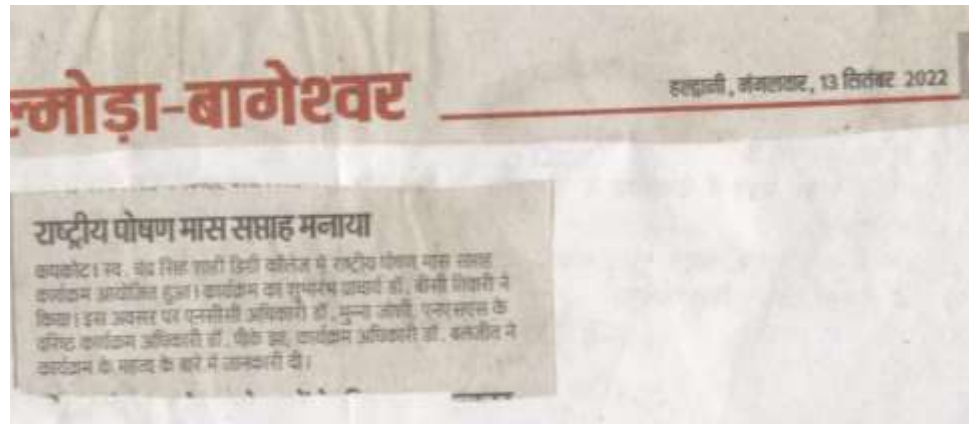 ल्मोड़ा-बागेश्वर
हल्द्वानी, मंगलवार, 13 सितंबर 2022
राष्ट्रीय पोषण मास सप्ताह मनाया
कपकोट। स्व. चंद्र सिंह शाही डिग्री कॉलेज में राष्ट्रीय पोषण मास सप्ताह
कार्यक्रम आयोजित हुआ। कार्यक्रम का शुभारंभ प्राचार्य डॉ. बीसी तिवारी ने
किया। इस अवसर पर एनसीसी अधिकारी डॉ. मुन्ना जोशी, एनएसएस के
वरिष्ठ कार्यक्रम अधिकारी डॉ. पीके झा, कार्यक्रम अधिकारी डॉ. बलजीत ने
कार्यक्रम के महत्व के बारे में जानकारी दी।